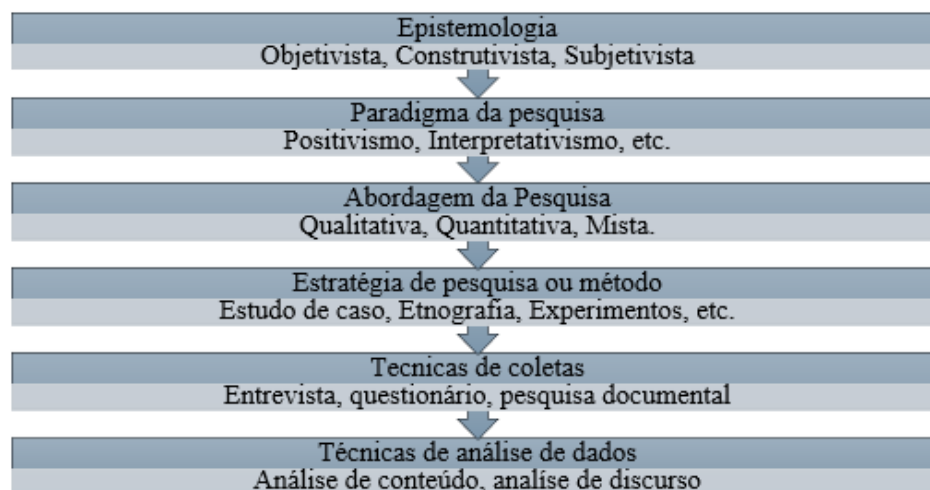 Epistemologia
Objetivista, Construtivista, Subjetivista
Paradigma da pesquisa
Positivismo, Interpretativismo, etc.
Abordagem da Pesquisa
Qualitativa, Quantitativa, Mista.
Estratégia de pesquisa ou método
Estudo de caso, Etnografia, Experimentos, etc.
Tecnicas de coletas
Entrevista, questionário, pesquisa documental
Técnicas de análise de dados
Análise de conteúdo, analíse de discurso